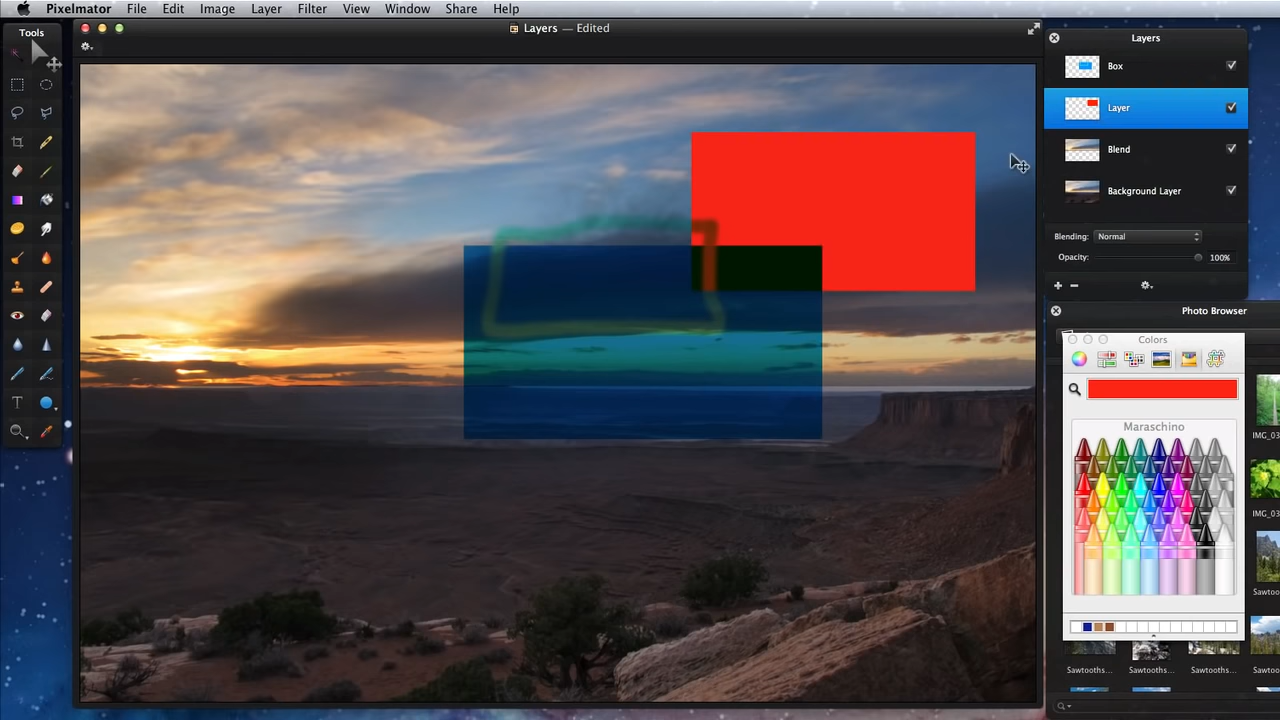 Pixelmator File Edit Image Layer Filter View Window Share Help
Tools
Layers — Edited
Layers
Box
Layer
Blend
Background Layer
Blending: Normal
Opacity: 100%
Photo Browser
Colors
Maraschino
IMG_03
IMG_03
Sawtoo
Sawtooths...
Sawtooths...
Sawtooths...
Sawtoo